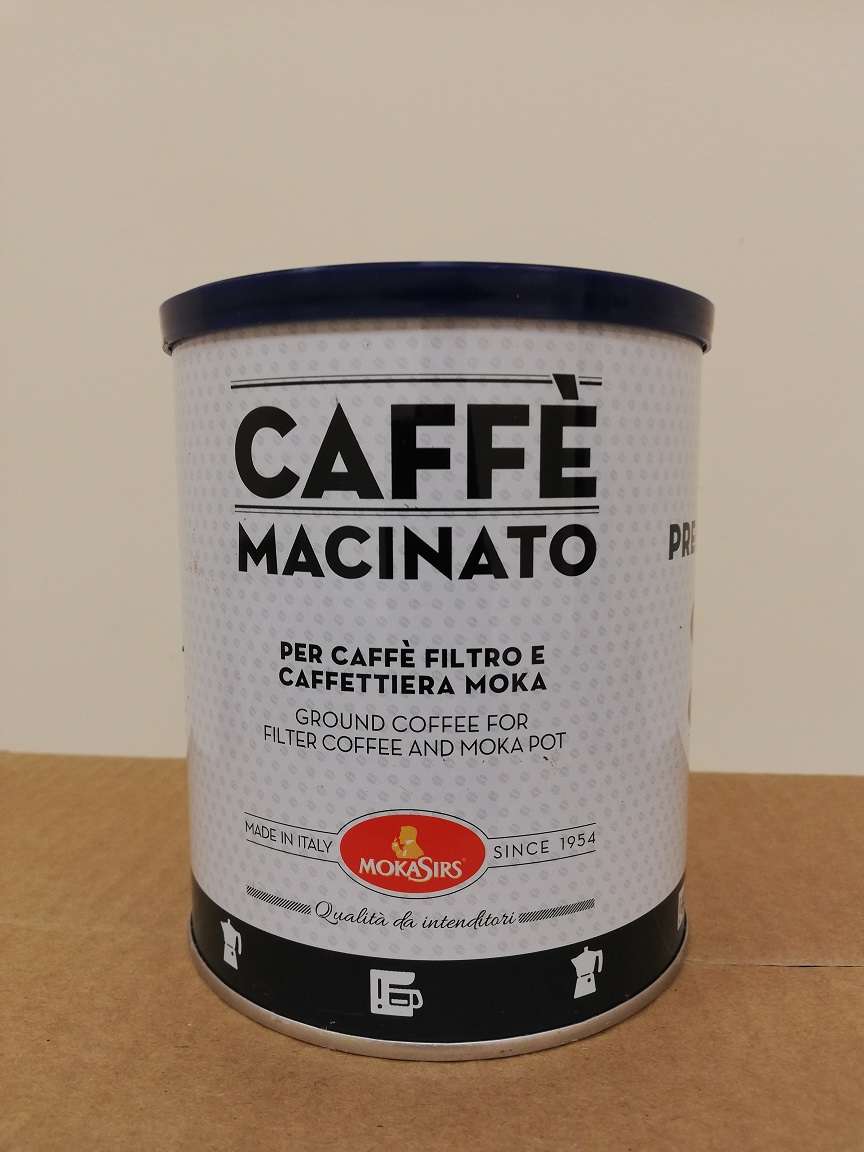 CAFFÈ
MACINATO
PER CAFFÈ FILTRO E
CAFFETTIERA MOKA
GROUND COFFEE FOR
FILTER COFFEE AND MOKA POT
MADE IN ITALY
MOKASIRS
SINCE 1954
Qualità da intenditori